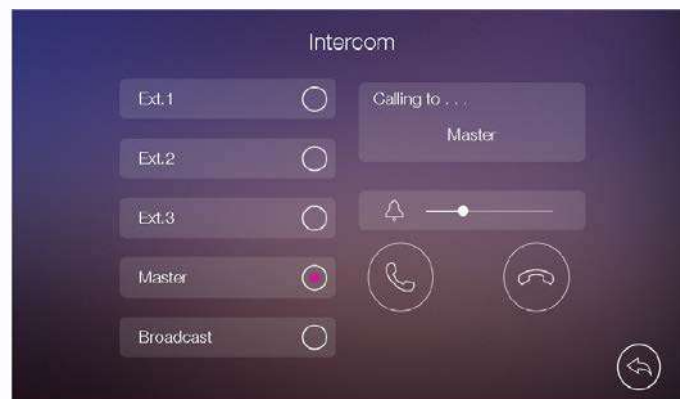 Intercom
Ext.1
Ext.2
Ext.3
Master
Broadcast
Calling to . . .
Master